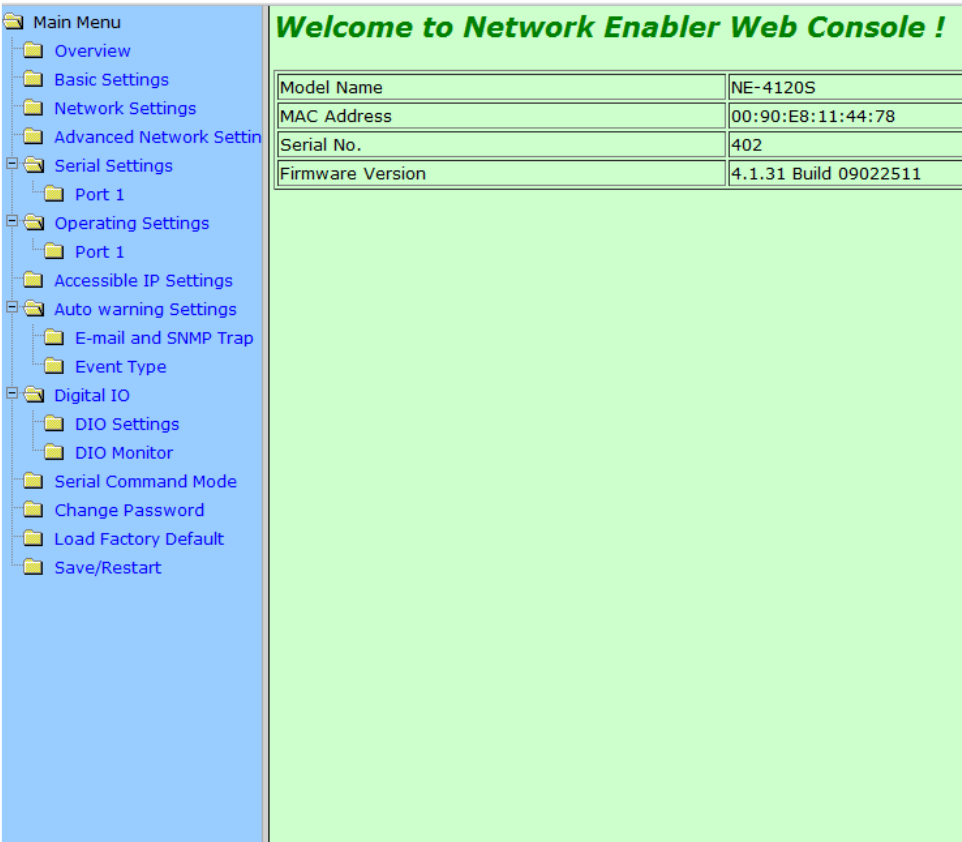 Main Menu
Overview
Basic Settings
Network Settings
Advanced Network Settin
Serial Settings
Port 1
Operating Settings
Port 1
Accessible IP Settings
Auto warning Settings
E-mail and SNMP Trap
Event Type
Digital IO
DIO Settings
DIO Monitor
Serial Command Mode
Change Password
Load Factory Default
Save/Restart
Welcome to Network Enabler Web Console !
Model Name NE-4120S
MAC Address 00:90:E8:11:44:78
Serial No. 402
Firmware Version 4.1.31 Build 09022511